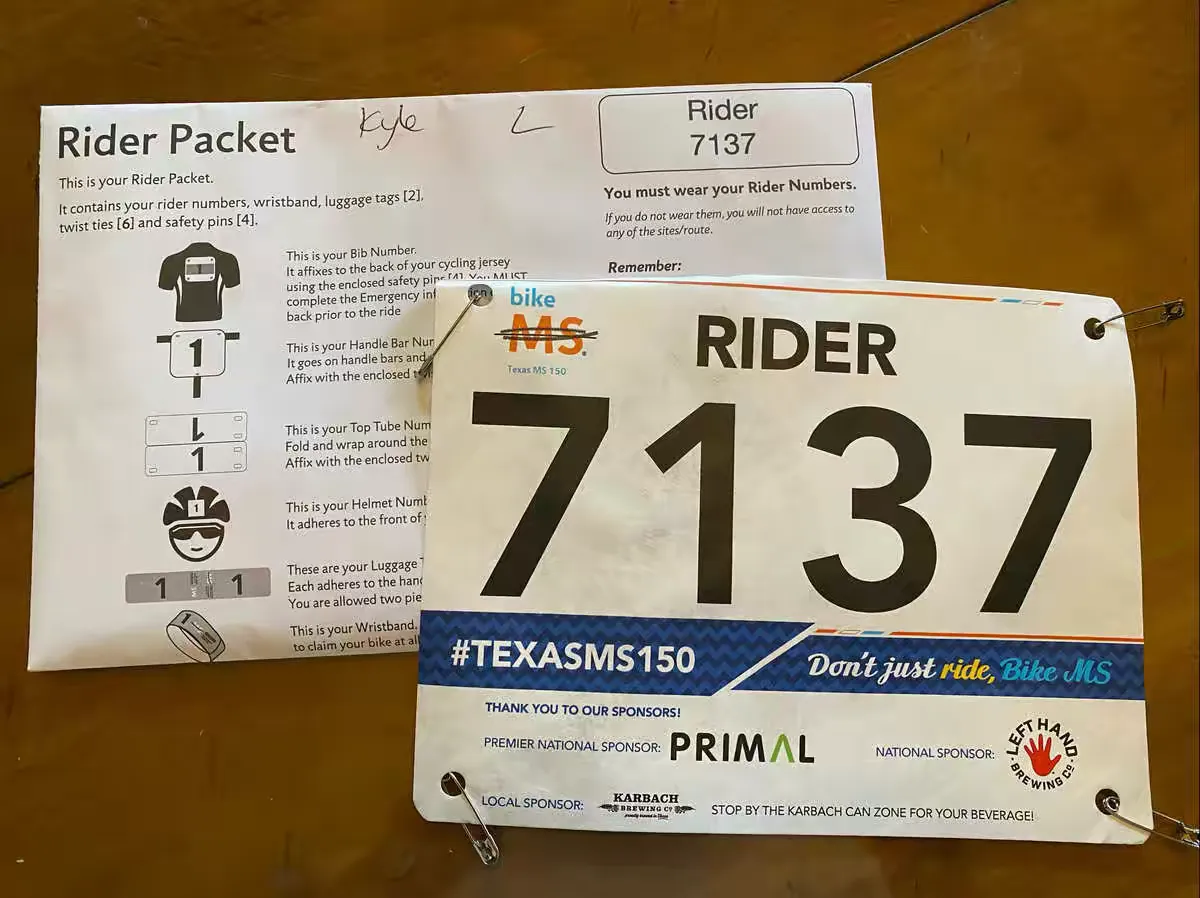 Rider Packet
Kyle L
Rider
7137
This is your Rider Packet.
It contains your rider numbers, wristband, luggage tags [2],
twist ties [6] and safety pins [4].
You must wear your Rider Numbers.
If you do not wear them, you will not have access to
any of the sites/route.
Remember:
This is your Bib Number.
It affixes to the back of your cycling jersey
using the enclosed safety pins [4]. You MUST
complete the Emergency
back prior to the ride
1
This is your Handle Bar
It goes on handle bars and
Affix with the enclosed
1
1
This is your Top Tube
Fold and wrap around the
Affix with the enclosed
1
This is your Helmet
It adheres to the front of
1 1
These are your Luggage
Each adheres to the
You are allowed two
1
This is your Wristband.
to claim your bike at
bike
MS
Texas MS 150
RIDER
7137
#TEXASMS150
Don't just ride, Bike MS
THANK YOU TO OUR SPONSORS!
PREMIER NATIONAL SPONSOR: PRIMAL
NATIONAL SPONSOR: LEFT HAND BREWING CO.
LOCAL SPONSOR: KARBACH BREWING CO STOP BY THE KARBACH CAN ZONE FOR YOUR BEVERAGE!